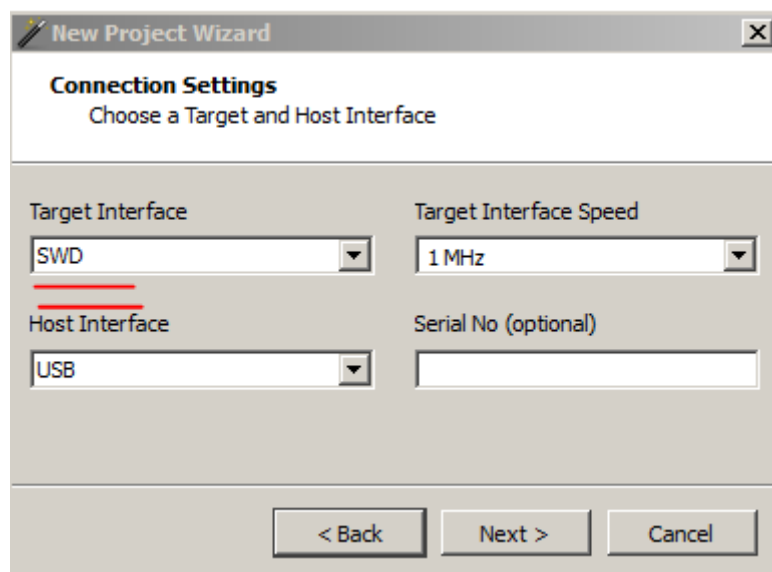 New Project Wizard
Connection Settings
Choose a Target and Host Interface
Target Interface
Target Interface Speed
SWD
1 MHz
Host Interface
Serial No (optional)
USB
< Back
Next >
Cancel